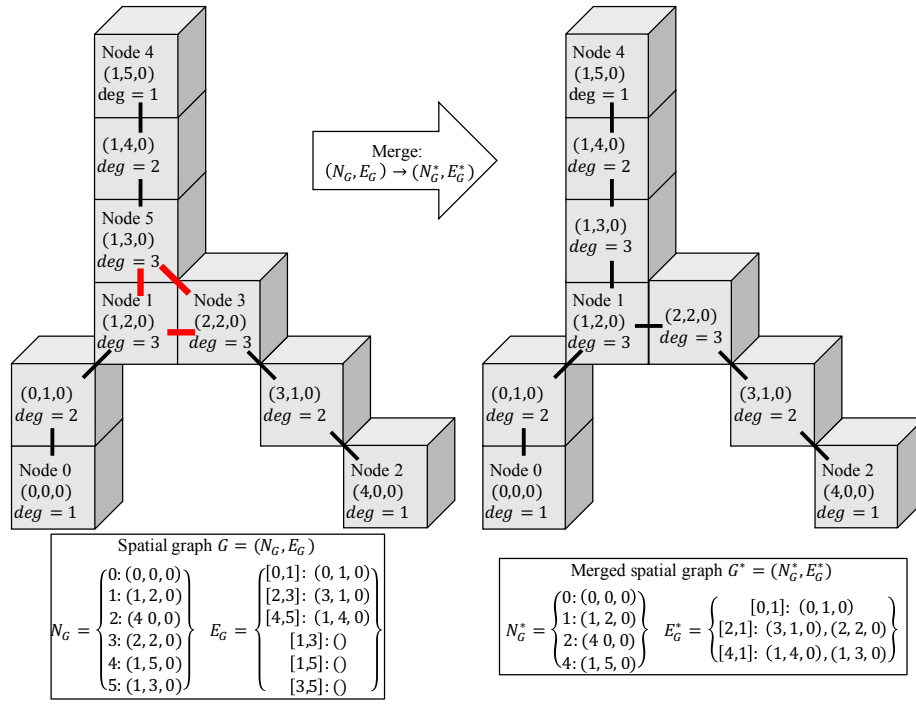 Node 4
(1,5,0)
deg = 1
(1,4,0)
deg = 2
Node 5
(1,3,0)
deg = 3
Node 1
(1,2,0)
deg = 3
Node 3
(2,2,0)
deg = 3
(0,1,0)
deg = 2
(3,1,0)
deg = 2
Node 0
(0,0,0)
deg = 1
Node 2
(4,0,0)
deg = 1
Merge:
(N_G, E_G) → (N_G^*, E_G^*)
Node 4
(1,5,0)
deg = 1
(1,4,0)
deg = 2
(1,3,0)
deg = 3
Node 1
(1,2,0)
deg = 3
(2,2,0)
deg = 3
(0,1,0)
deg = 2
(3,1,0)
deg = 2
Node 0
(0,0,0)
deg = 1
Node 2
(4,0,0)
deg = 1
Spatial graph G = (N_G, E_G)
N_G =
0: (0, 0, 0)
1: (1, 2, 0)
2: (4 0, 0)
3: (2, 2, 0)
4: (1, 5, 0)
5: (1, 3, 0)
E_G =
[0,1]: (0, 1, 0)
[2,3]: (3, 1, 0)
[4,5]: (1, 4, 0)
[1,3]: ()
[1,5]: ()
[3,5]: ()
Merged spatial graph G^* = (N_G^*, E_G^*)
N_G^* =
0: (0, 0, 0)
1: (1, 2, 0)
2: (4 0, 0)
4: (1, 5, 0)
E_G^* =
[0,1]: (0, 1, 0)
[2,1]: (3, 1, 0), (2, 2, 0)
[4,1]: (1, 4, 0), (1, 3, 0)